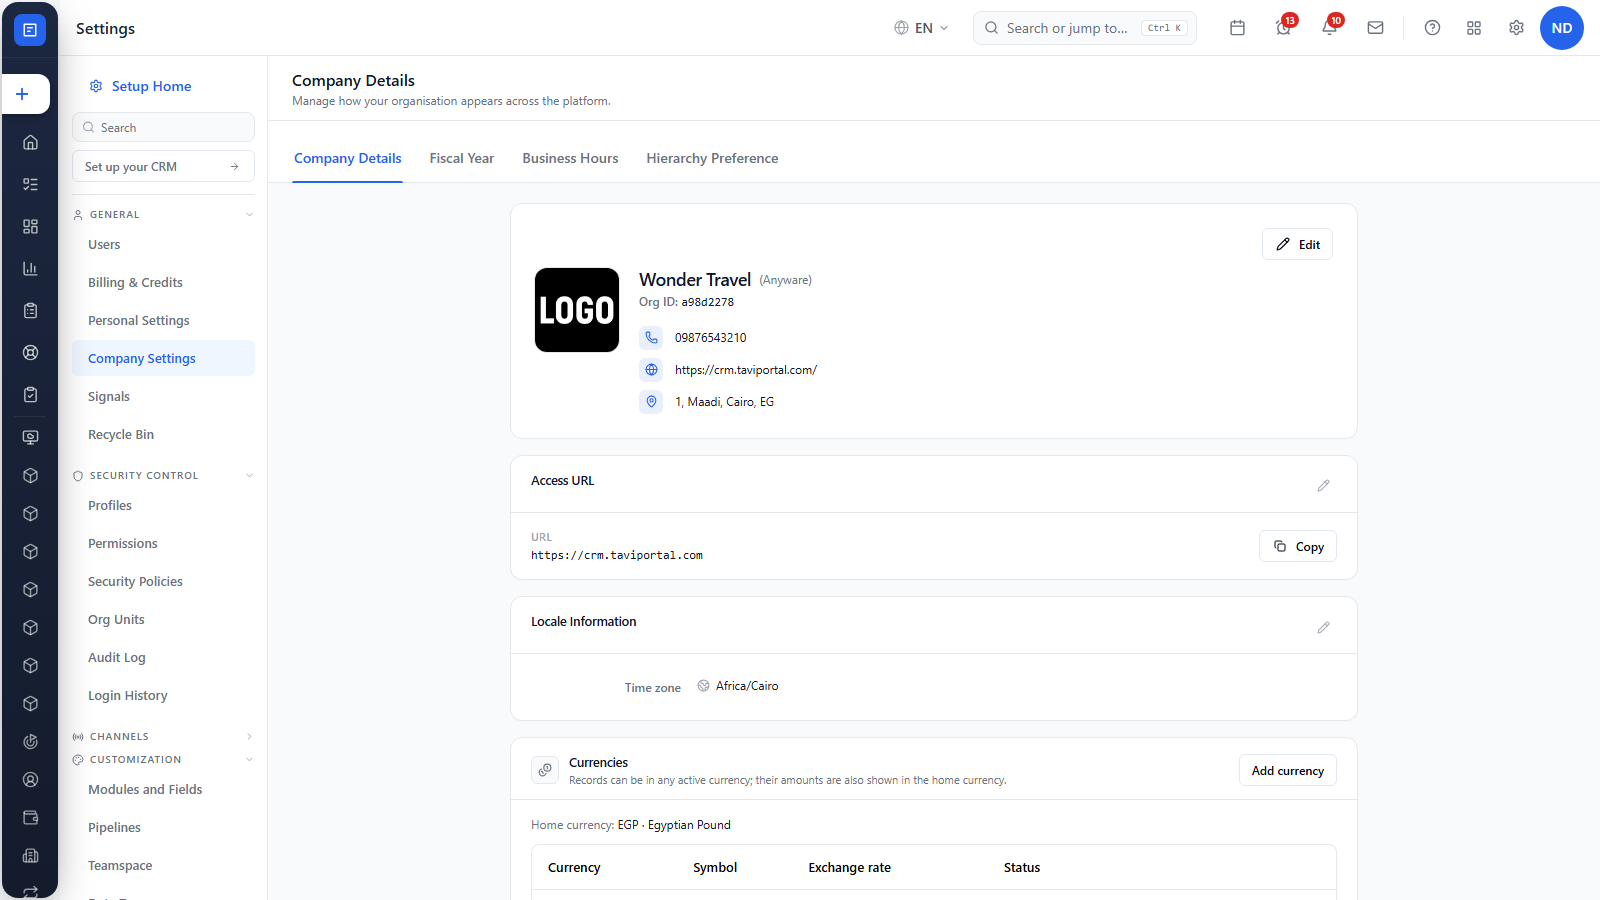 Settings
EN
Search or jump to...
Ctrl K
13
10
ND
Setup Home
Search
Set up your CRM
GENERAL
Users
Billing & Credits
Personal Settings
Company Settings
Signals
Recycle Bin
SECURITY CONTROL
Profiles
Permissions
Security Policies
Org Units
Audit Log
Login History
CHANNELS
CUSTOMIZATION
Modules and Fields
Pipelines
Teamspace
Company Details
Manage how your organisation appears across the platform.
Company Details
Fiscal Year
Business Hours
Hierarchy Preference
Edit
LOGO
Wonder Travel (Anyware)
Org ID: a98d2278
09876543210
https://crm.taviportal.com/
1, Maadi, Cairo, EG
Access URL
URL
https://crm.taviportal.com
Copy
Locale Information
Time zone Africa/Cairo
Currencies
Records can be in any active currency; their amounts are also shown in the home currency.
Add currency
Home currency: EGP · Egyptian Pound
Currency Symbol Exchange rate Status